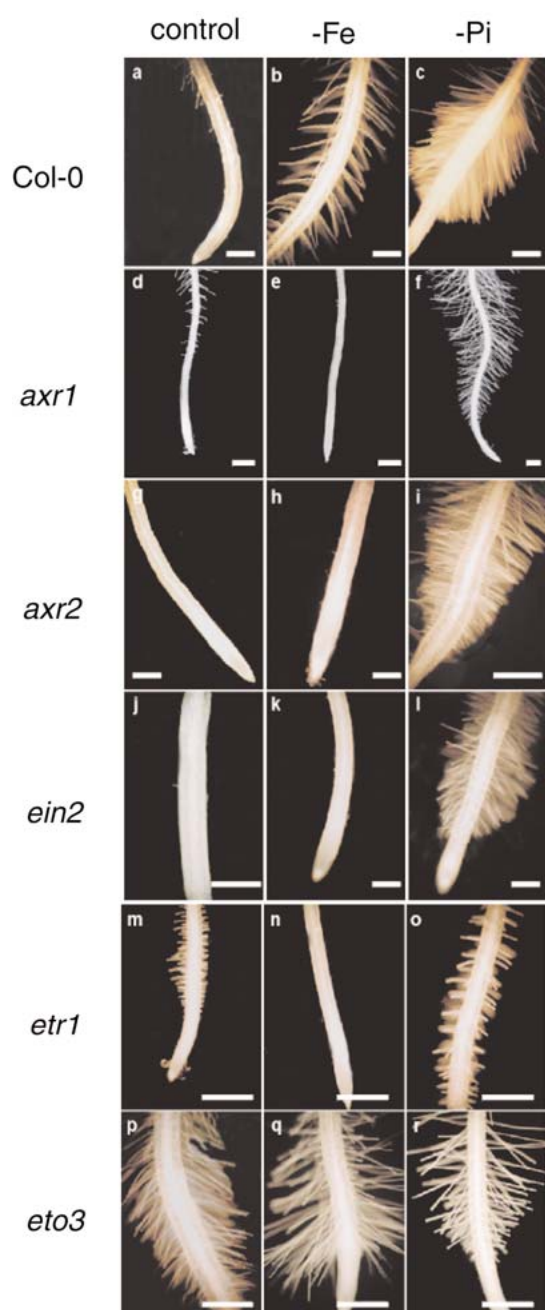 control -Fe -Pi
a b c
Col-0
d e f
axr1
g h i
axr2
j k l
ein2
m n o
etr1
p q r
eto3